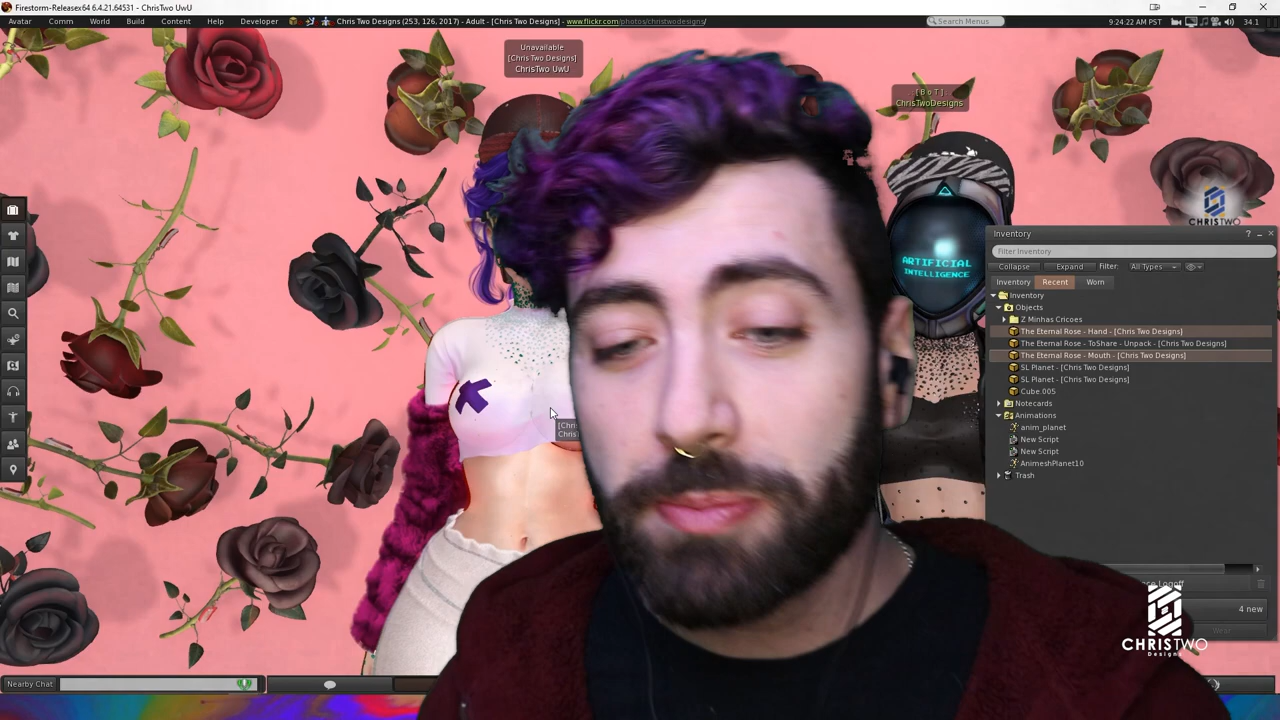 Firestorm-Releasex64 6.4.21.64531 - ChrisTwo UwU
Avatar Comm World Build Content Help Developer
Chris Two Designs (253, 126, 2017) - Adult - [Chris Two Designs] - www.flickr.com/photos/christwodesigns/
Search Menus
9:24:22 AM PST
34.1
Unavailable
[Chris Two Designs]
ChrisTwo UwU
[ B o T ]
ChrisTwoDesigns
ARTIFICIAL
INTELLIGENCE
CHRISTWO
Inventory
Filter Inventory
Collapse Expand Filter: All Types
Inventory Recent Worn
Inventory
Objects
Z Minhas Cricoes
The Eternal Rose - Hand - [Chris Two Designs]
The Eternal Rose - ToShare - Unpack - [Chris Two Designs]
The Eternal Rose - Mouth - [Chris Two Designs]
SL Planet - [Chris Two Designs]
SL Planet - [Chris Two Designs]
Cube.005
Notecards
Animations
anim_planet
New Script
New Script
AnimeshPlanet10
Trash
Logoff
4 new
CHRISTWO
Designs
Nearby Chat